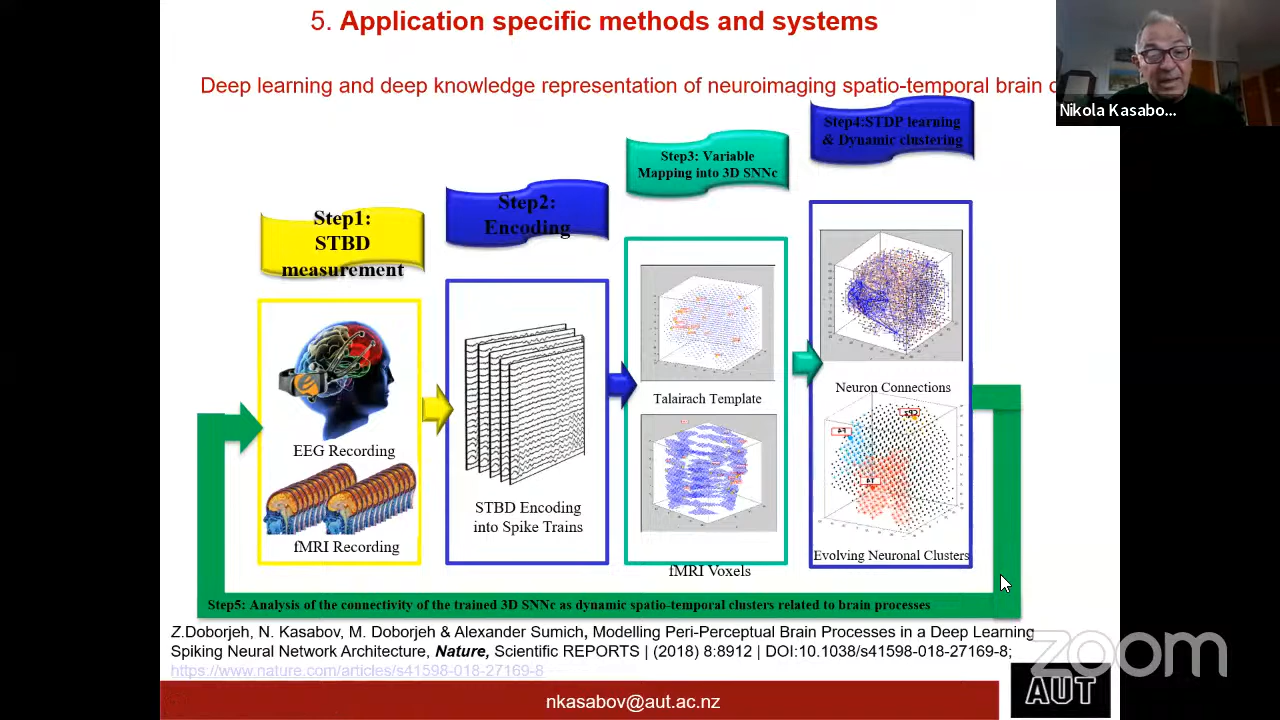 5. Application specific methods and systems
Deep learning and deep knowledge representation of neuroimaging spatio-temporal brain
Nikola Kasabo...
Step4:STDP learning
& Dynamic clustering
Step3: Variable
Mapping into 3D SNNc
Step2:
Encoding
Step1:
STBD
measurement
EEG Recording
fMRI Recording
STBD Encoding
into Spike Trains
Talairach Template
fMRI Voxels
Neuron Connections
Evolving Neuronal Clusters
Step5: Analysis of the connectivity of the trained 3D SNNc as dynamic spatio-temporal clusters related to brain processes
Z.Doborjeh, N. Kasabov, M. Doborjeh & Alexander Sumich, Modelling Peri-Perceptual Brain Processes in a Deep Learning
Spiking Neural Network Architecture, Nature, Scientific REPORTS | (2018) 8:8912 | DOI:10.1038/s41598-018-27169-8;
https://www.nature.com/articles/s41598-018-27169-8
nkasabov@aut.ac.nz
AUT
zoom